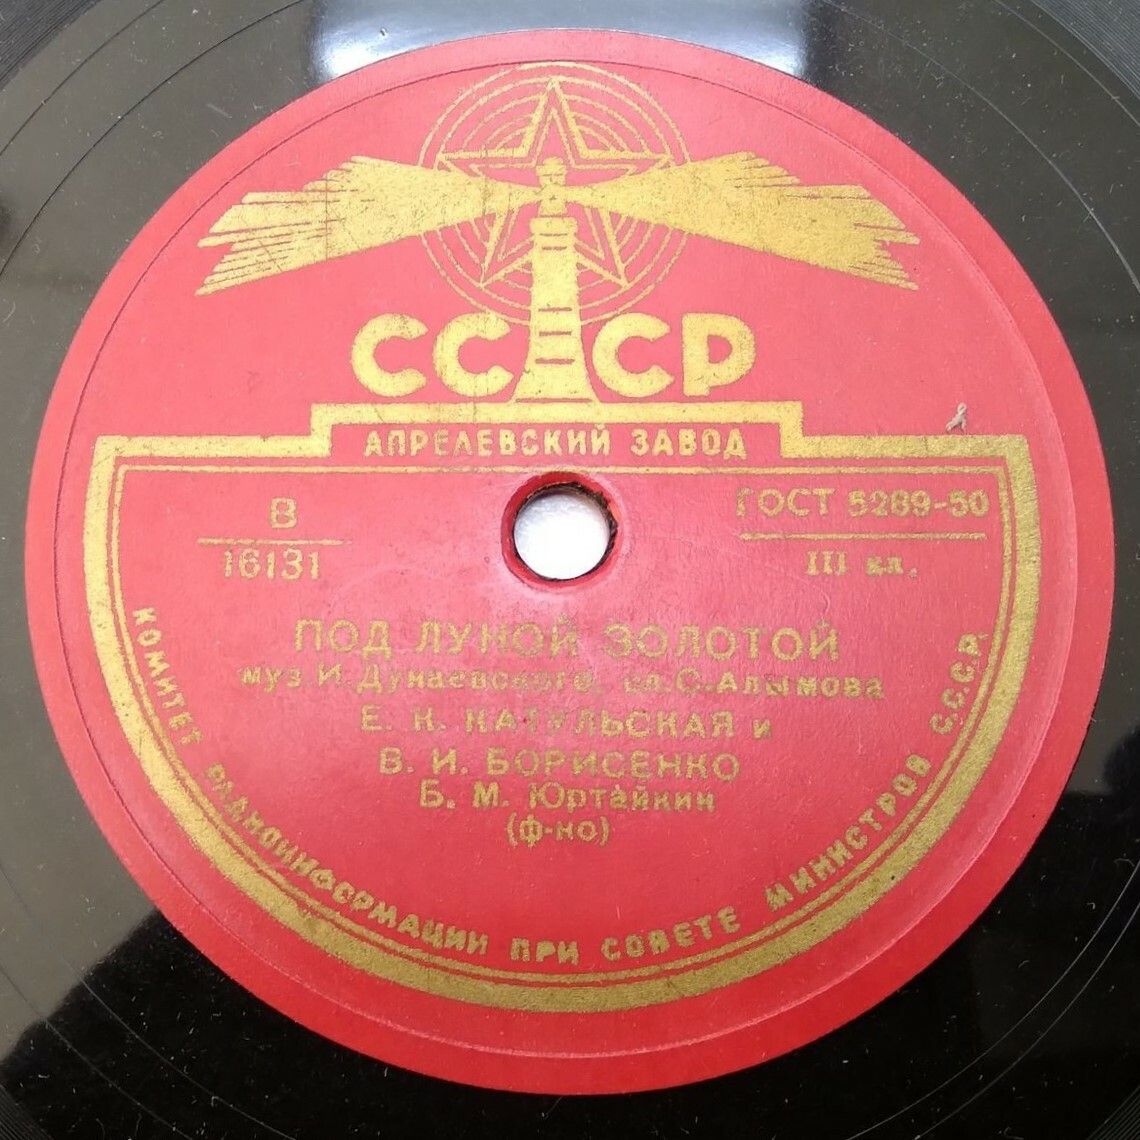 СССР
АПРЕЛЕВСКИЙ ЗАВОД
В
16131
ГОСТ 5289-50
III кл.
ПОД ЛУНОЙ ЗОЛОТОЙ
муз И. Дунаевского, сл. С. Алымова
Е. К. КАТУЛЬСКАЯ и
В. И. БОРИСЕНКО
Б. М. Юртайкин
(ф-но)
КОМИТЕТ РАДИОИНФОРМАЦИИ ПРИ СОВЕТЕ МИНИСТРОВ С.С.С.Р.